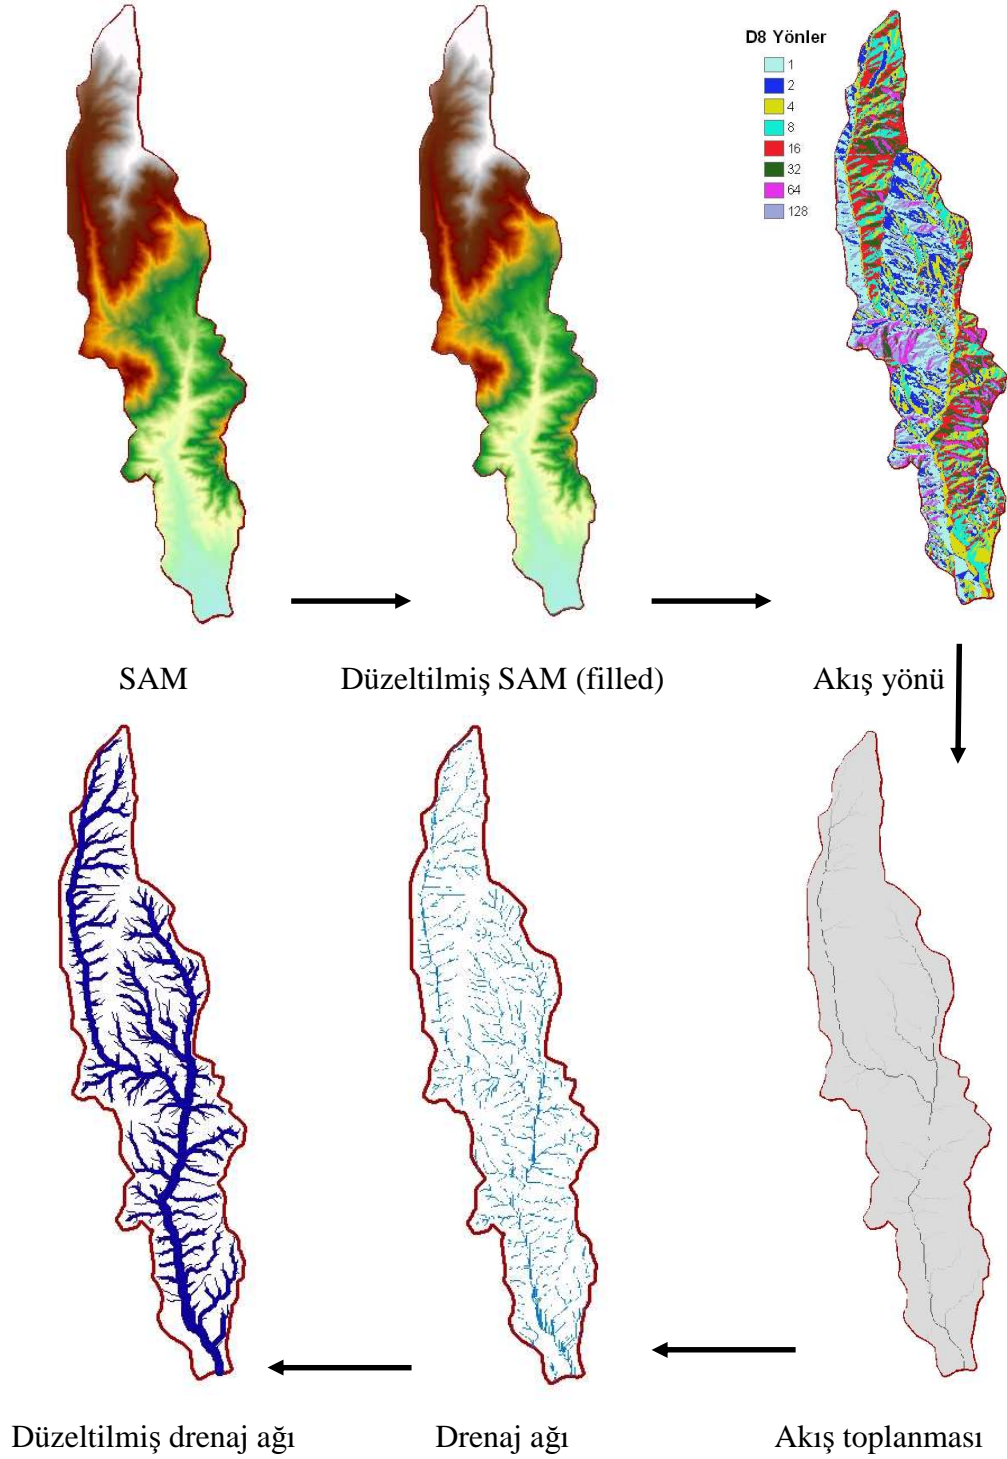 D8 Yönler
1
2
4
8
16
32
64
128
SAM
Düzeltilmiş SAM (filled)
Akış yönü
Düzeltilmiş drenaj ağı
Drenaj ağı
Akış toplanması